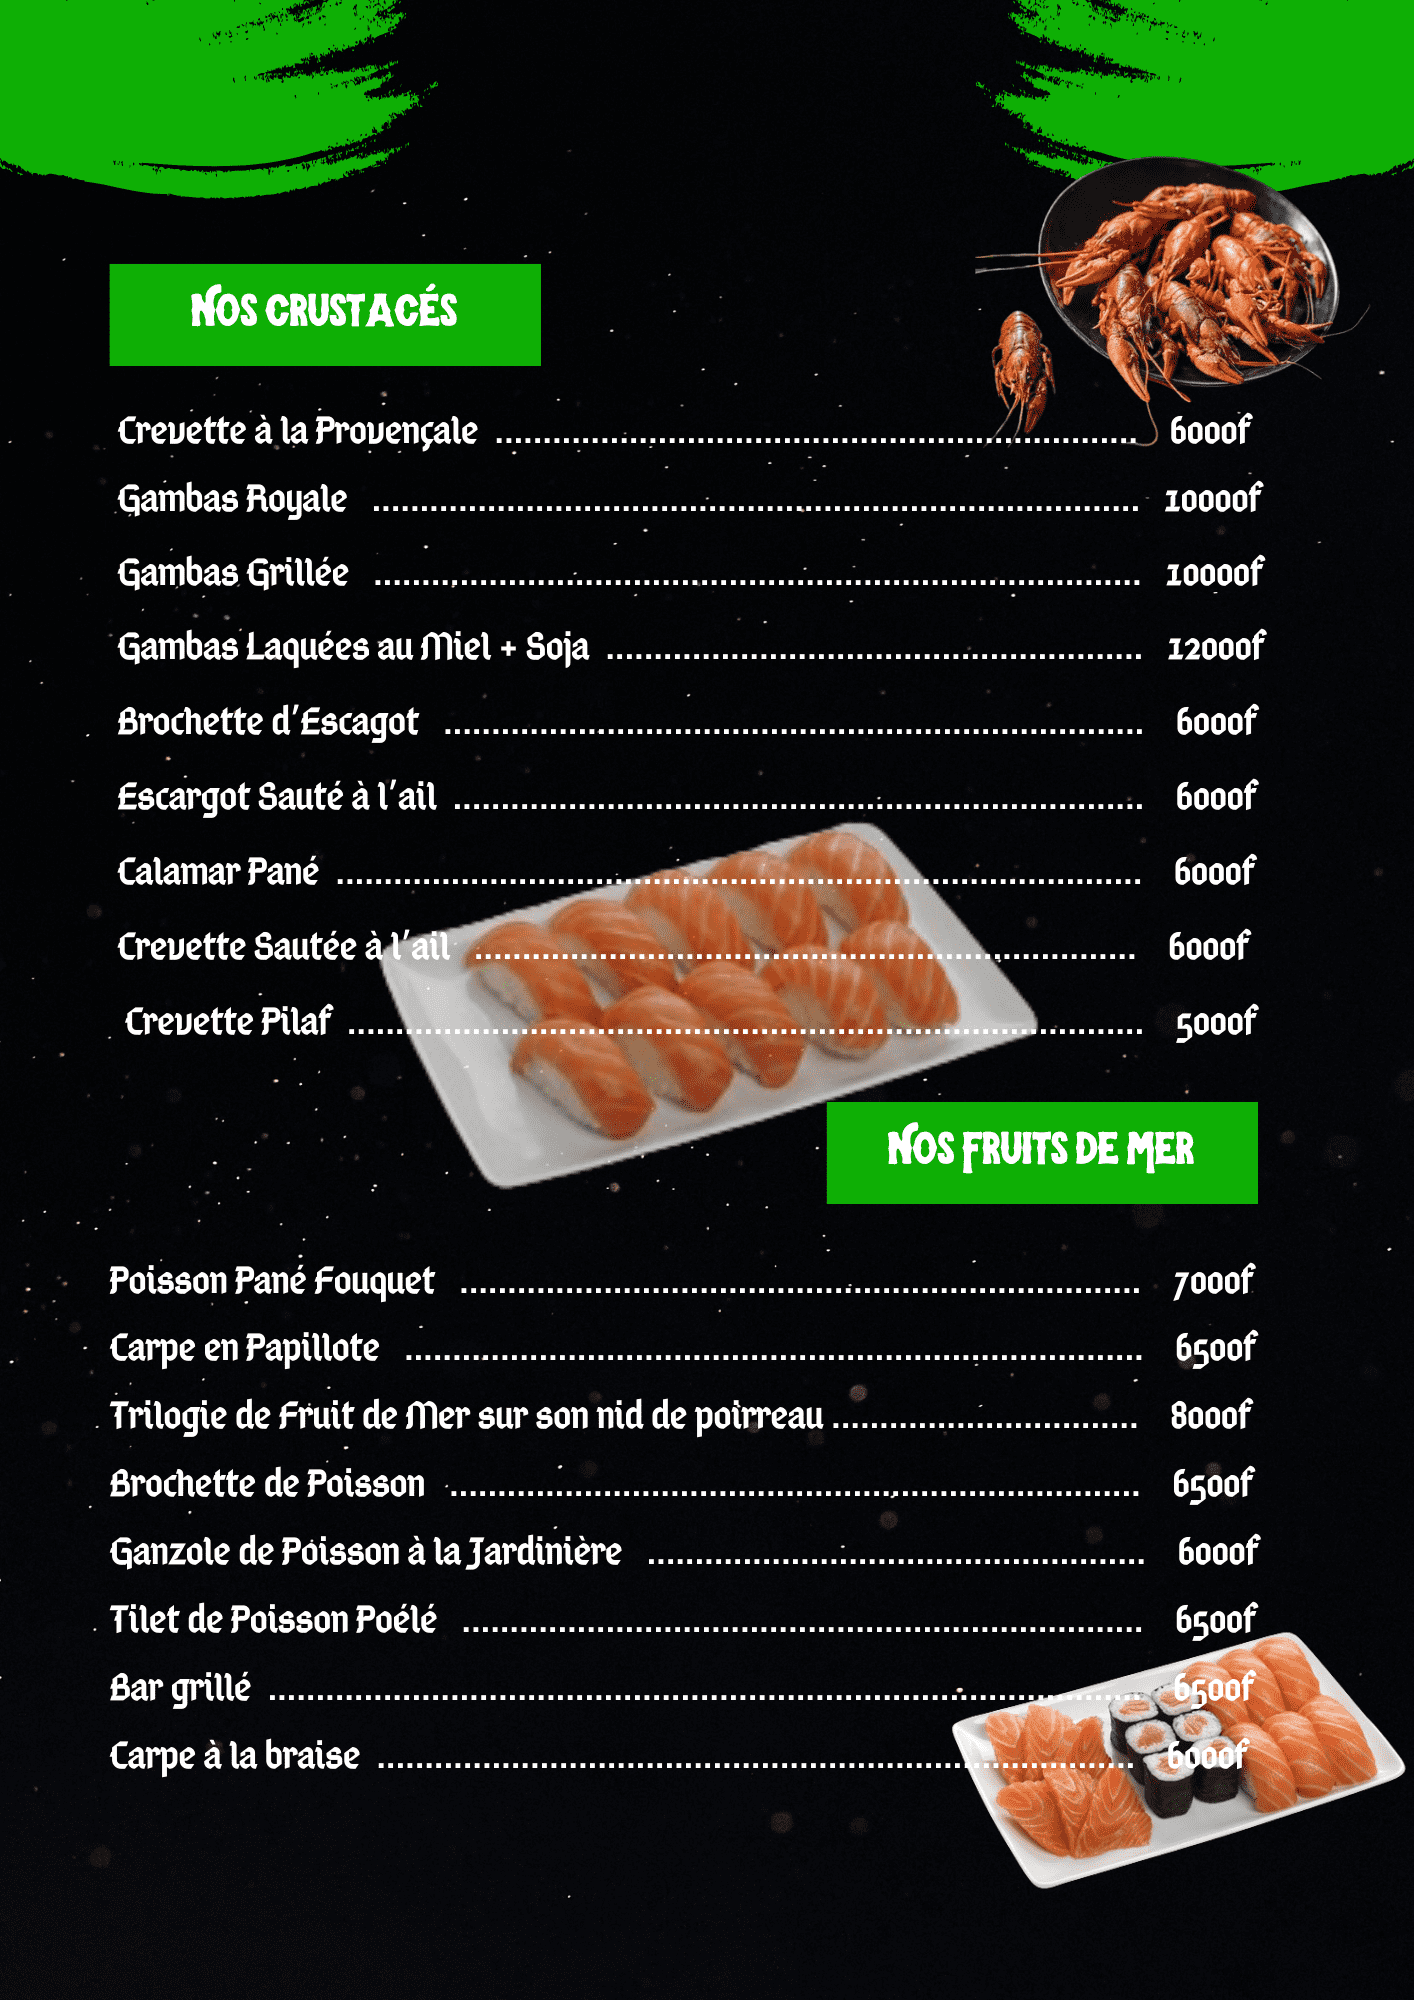 Nos crustacés
Crevette à la Provençale ........................................................ 6000f
Gambas Royale ........................................................ 10000f
Gambas Grillée ........................................................ 10000f
Gambas Laquées au Miel + Soja ........................................................ 12000f
Brochette d'Escagot ........................................................ 6000f
Escargot Sauté à l'ail ........................................................ 6000f
Calamar Pané ........................................................ 6000f
Crevette Sautée à l'ail ........................................................ 6000f
Crevette Pilaf ........................................................ 5000f
Nos fruits de mer
Poisson Pané Fouquet ........................................................ 7000f
Carpe en Papillote ........................................................ 6500f
Trilogie de Fruit de Mer sur son nid de poirreau ................................ 8000f
Brochette de Poisson ........................................................ 6500f
Ganzole de Poisson à la Jardinière ........................................................ 6000f
Tilet de Poisson Poélé ........................................................ 6500f
Bar grillé ........................................................ 6500f
Carpe à la braise ........................................................ 6000f